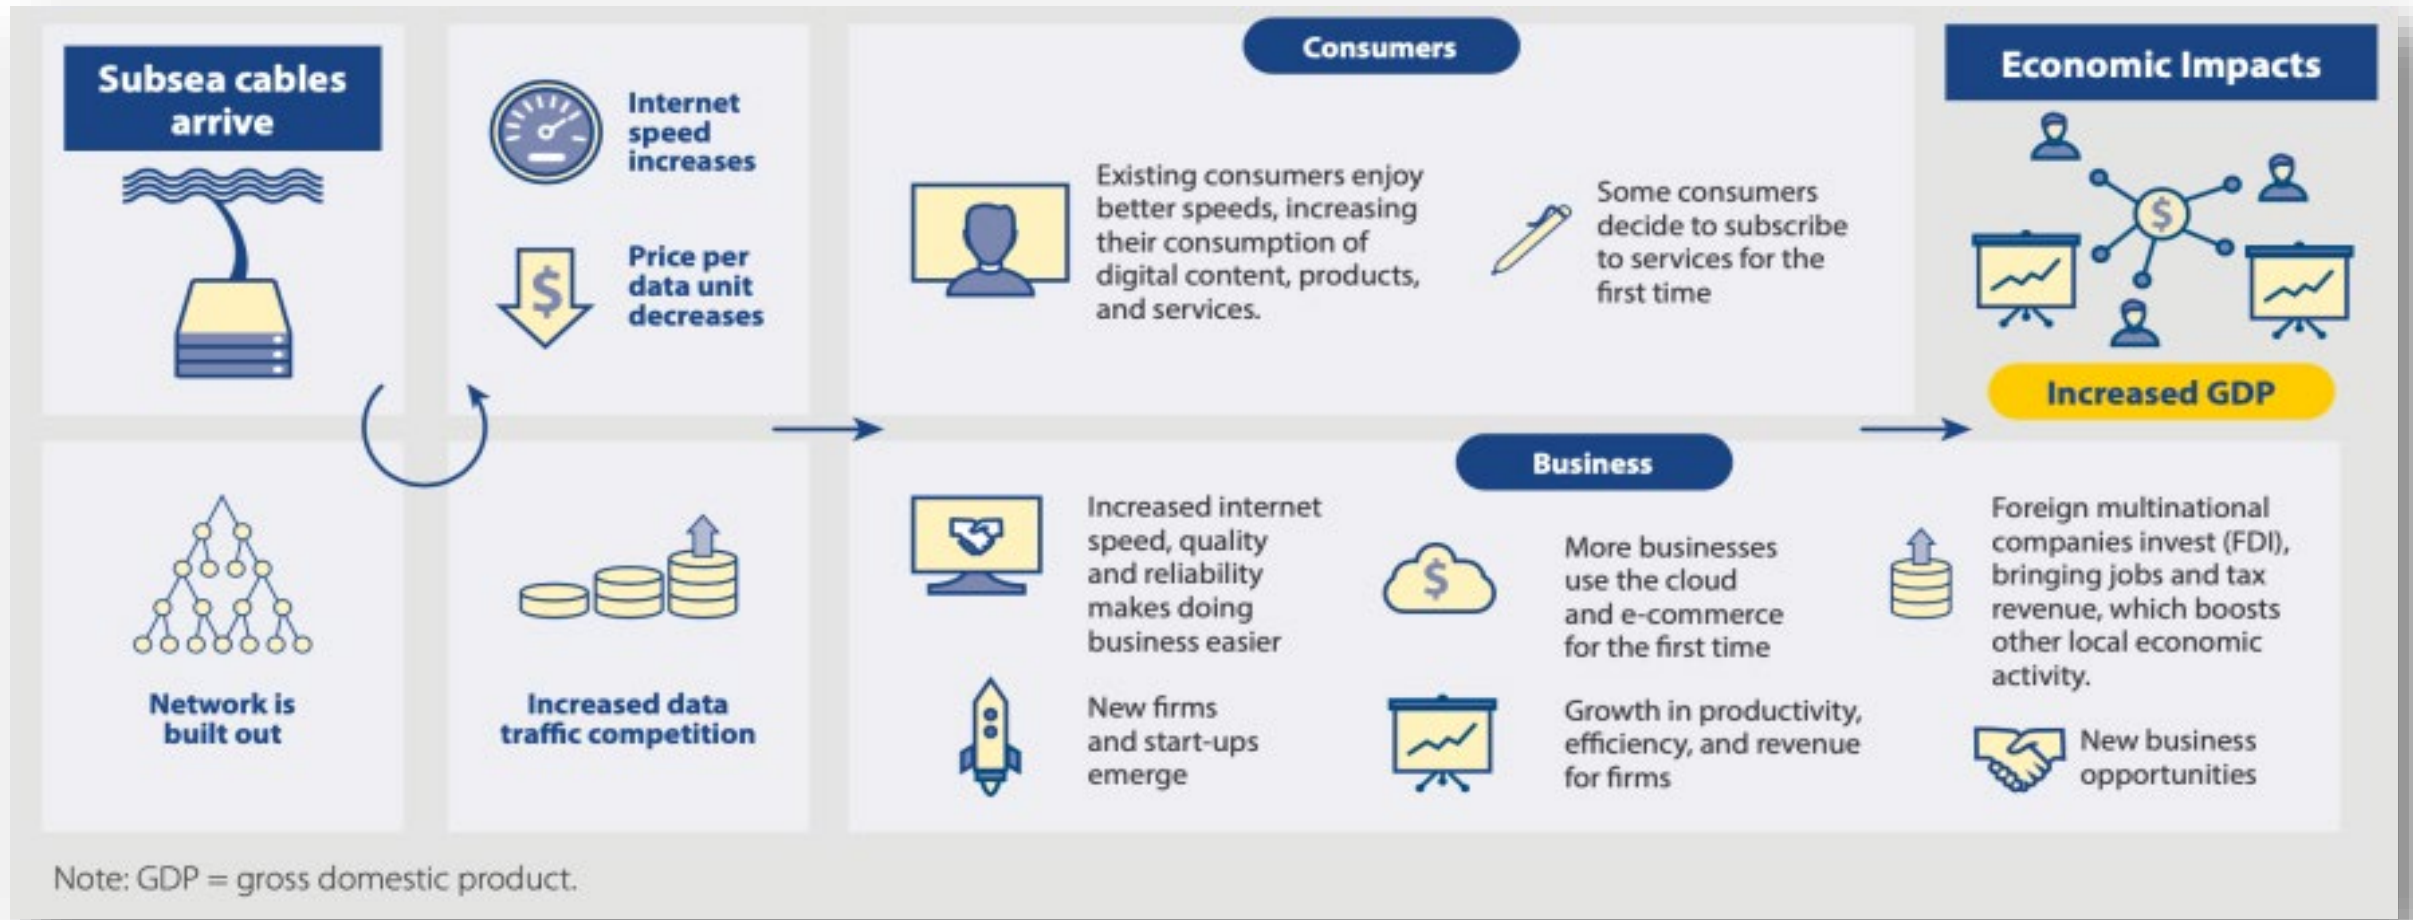 Subsea cables
arrive
Network is
built out
Internet
speed
increases
$
Price per
data unit
decreases
Increased data
traffic competition
Consumers
Existing consumers enjoy
better speeds, increasing
their consumption of
digital content, products,
and services.
Some consumers
decide to subscribe
to services for the
first time
Business
Increased internet
speed, quality
and reliability
makes doing
business easier
$
More businesses
use the cloud
and e-commerce
for the first time
Foreign multinational
companies invest (FDI),
bringing jobs and tax
revenue, which boosts
other local economic
activity.
New firms
and start-ups
emerge
Growth in productivity,
efficiency, and revenue
for firms
New business
opportunities
Economic Impacts
$
Increased GDP
Note: GDP = gross domestic product.